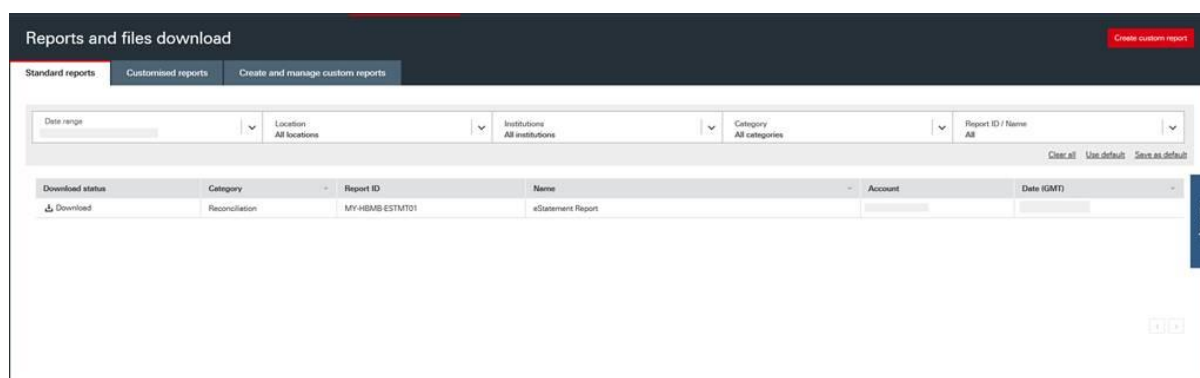 Reports and files download
Create custom report
Standard reports Customised reports Create and manage custom reports
Date range Location Institutions Category Report ID / Name
All locations All institutions All categories All
Clear all Use default Save as default
Download status Category Report ID Name Account Date (GMT)
Download Reconciliation MY-HBMB-ESTMT01 eStatement Report